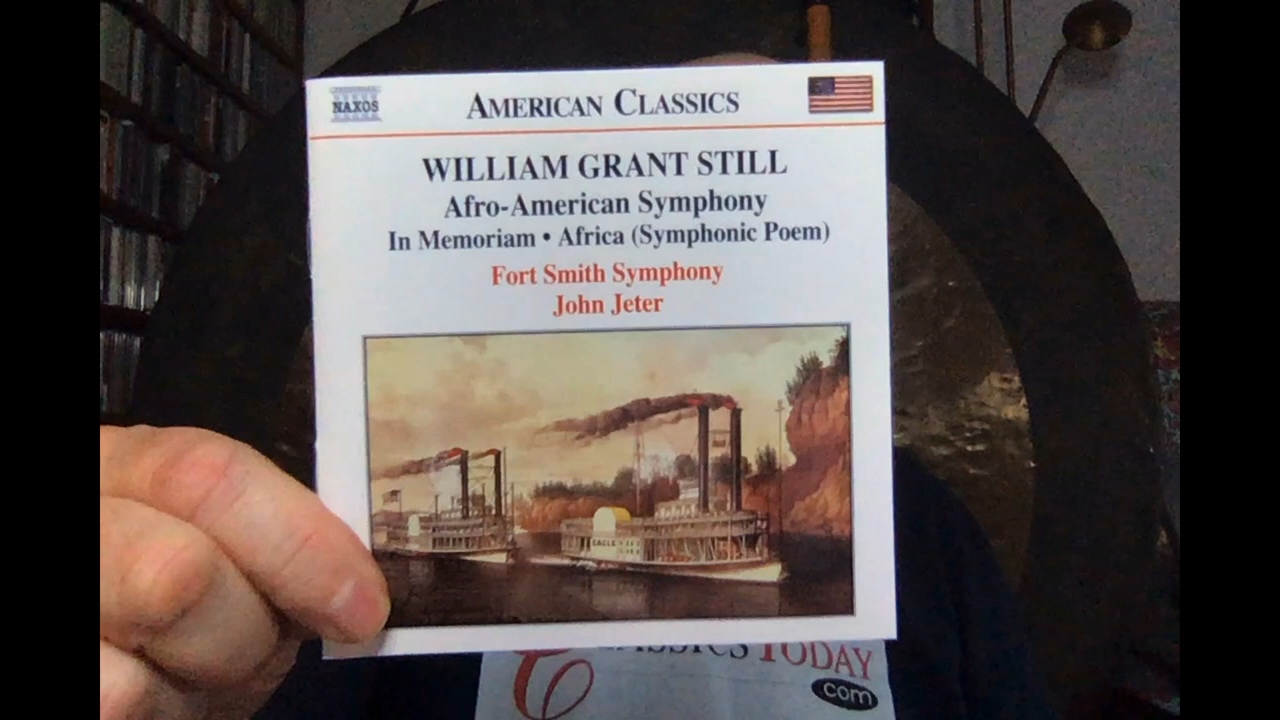 NAXOS
AMERICAN CLASSICS
WILLIAM GRANT STILL
Afro-American Symphony
In Memoriam • Africa (Symphonic Poem)
Fort Smith Symphony
John Jeter
EAGLE
CLASSICSTODAY
com